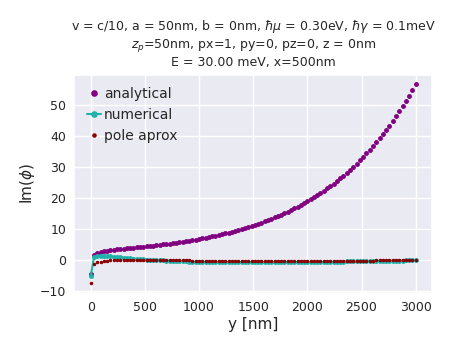 v = c/10, a = 50nm, b = 0nm, ℏμ = 0.30eV, ℏγ = 0.1meV
zₚ=50nm, px=1, py=0, pz=0, z = 0nm
E = 30.00 meV, x=500nm
analytical
numerical
pole aprox
Im(ϕ)
50
40
30
20
10
0
−10
0 500 1000 1500 2000 2500 3000
y [nm]